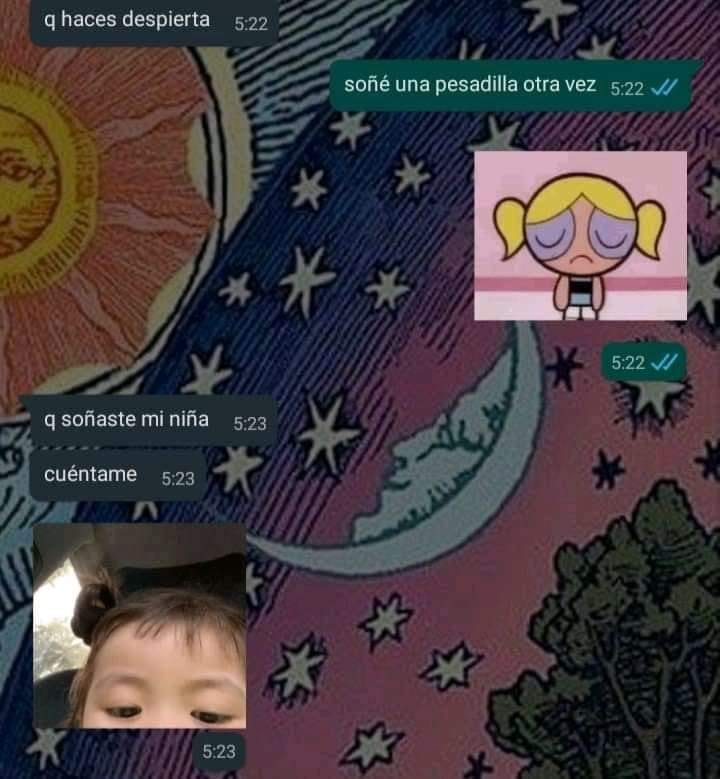 q haces despierta 5:22
soñé una pesadilla otra vez 5:22
5:22
q soñaste mi niña 5:23
cuéntame 5:23
5:23